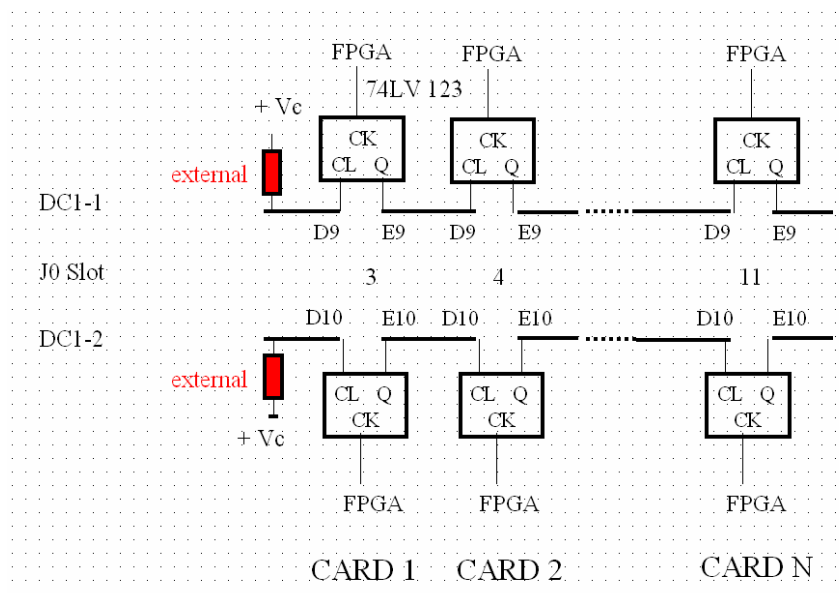 FPGA FPGA FPGA
74LV 123
+ Vc
CK CK CK
CL Q CL Q CL Q
external
DC1-1
D9 E9 D9 E9 D9 E9
J0 Slot 3 4 11
D10 E10 D10 E10 D10 E10
DC1-2
external
CL Q CL Q CL Q
CK CK CK
+ Vc
FPGA FPGA FPGA
CARD 1 CARD 2 CARD N